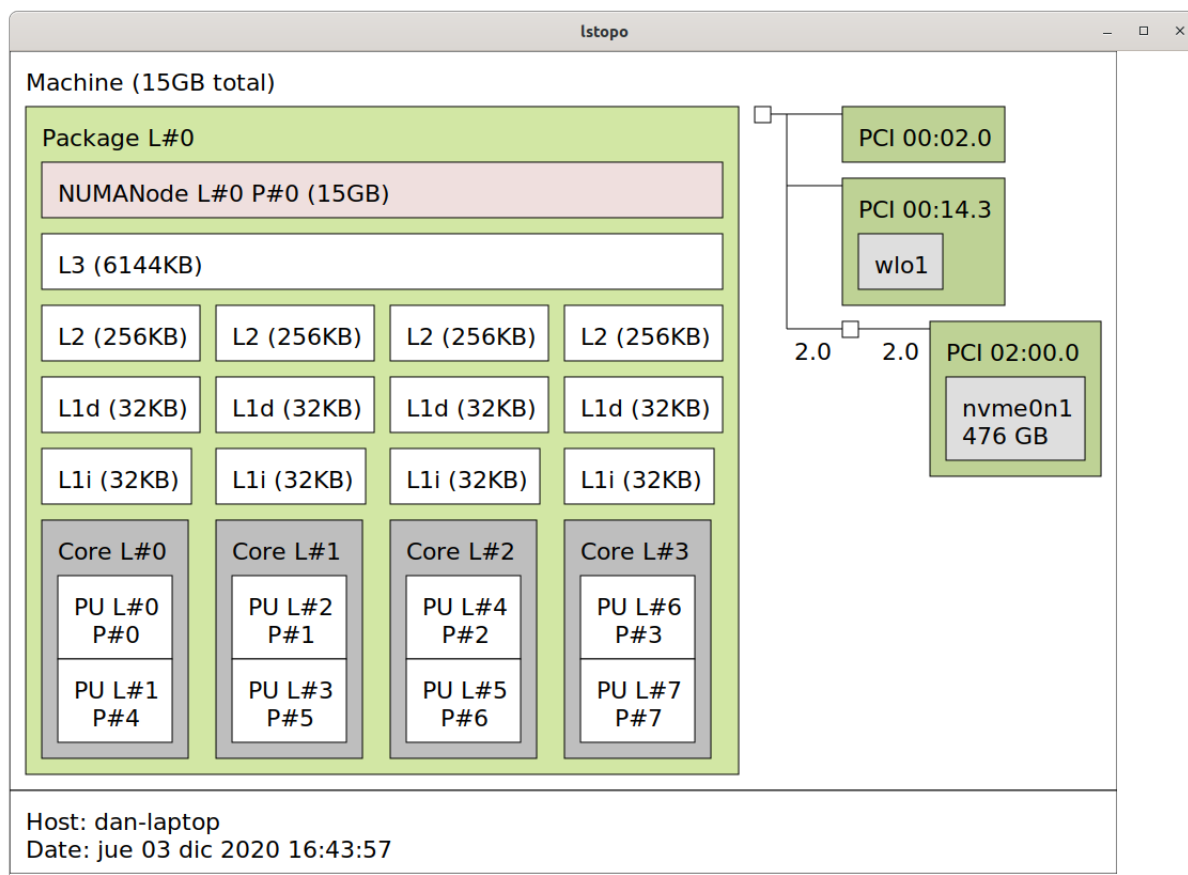 lstopo
Machine (15GB total)
Package L#0
NUMANode L#0 P#0 (15GB)
L3 (6144KB)
L2 (256KB) L2 (256KB) L2 (256KB) L2 (256KB)
L1d (32KB) L1d (32KB) L1d (32KB) L1d (32KB)
L1i (32KB) L1i (32KB) L1i (32KB) L1i (32KB)
Core L#0 Core L#1 Core L#2 Core L#3
PU L#0 PU L#2 PU L#4 PU L#6
P#0 P#1 P#2 P#3
PU L#1 PU L#3 PU L#5 PU L#7
P#4 P#5 P#6 P#7
PCI 00:02.0
PCI 00:14.3
wlo1
2.0 2.0 PCI 02:00.0
nvme0n1
476 GB
Host: dan-laptop
Date: jue 03 dic 2020 16:43:57